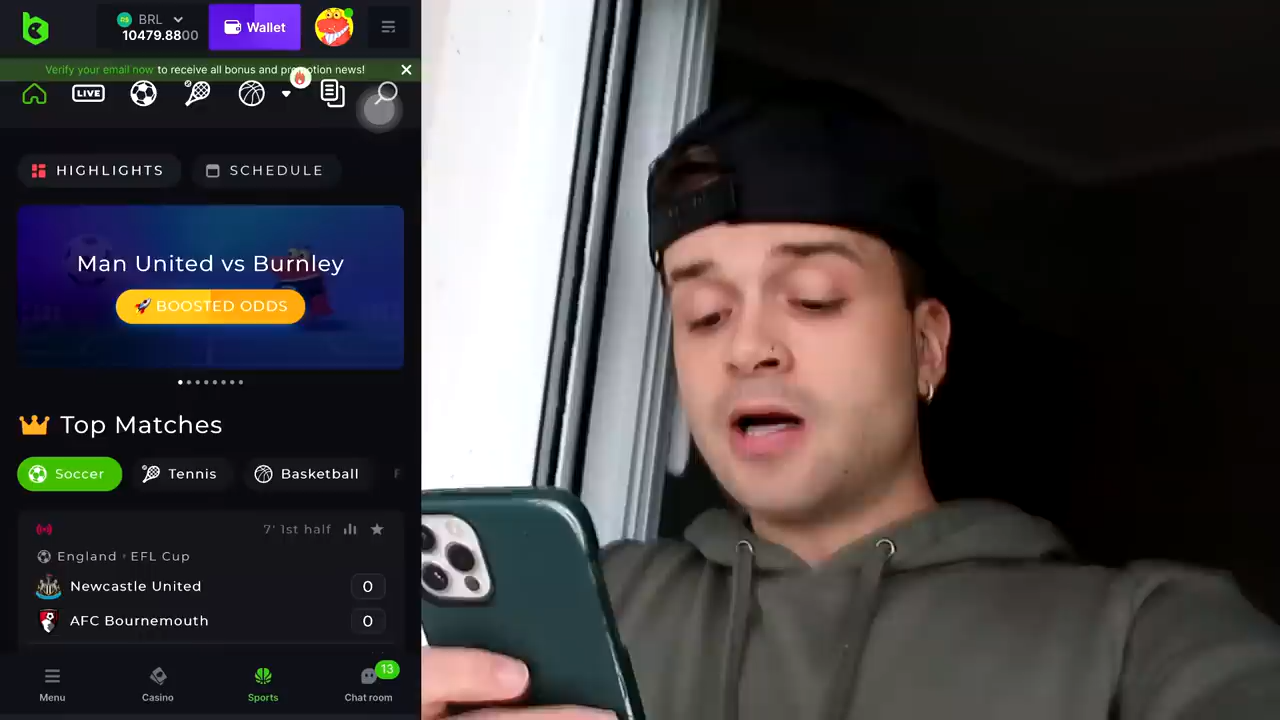 BRL
10479.8800
Wallet
Verify your email now to receive all bonus and promotion news!
LIVE
HIGHLIGHTS
SCHEDULE
Man United vs Burnley
BOOSTED ODDS
Top Matches
Soccer
Tennis
Basketball
F
7' 1st half
England · EFL Cup
Newcastle United
0
AFC Bournemouth
0
Menu
Casino
Sports
Chat room
13